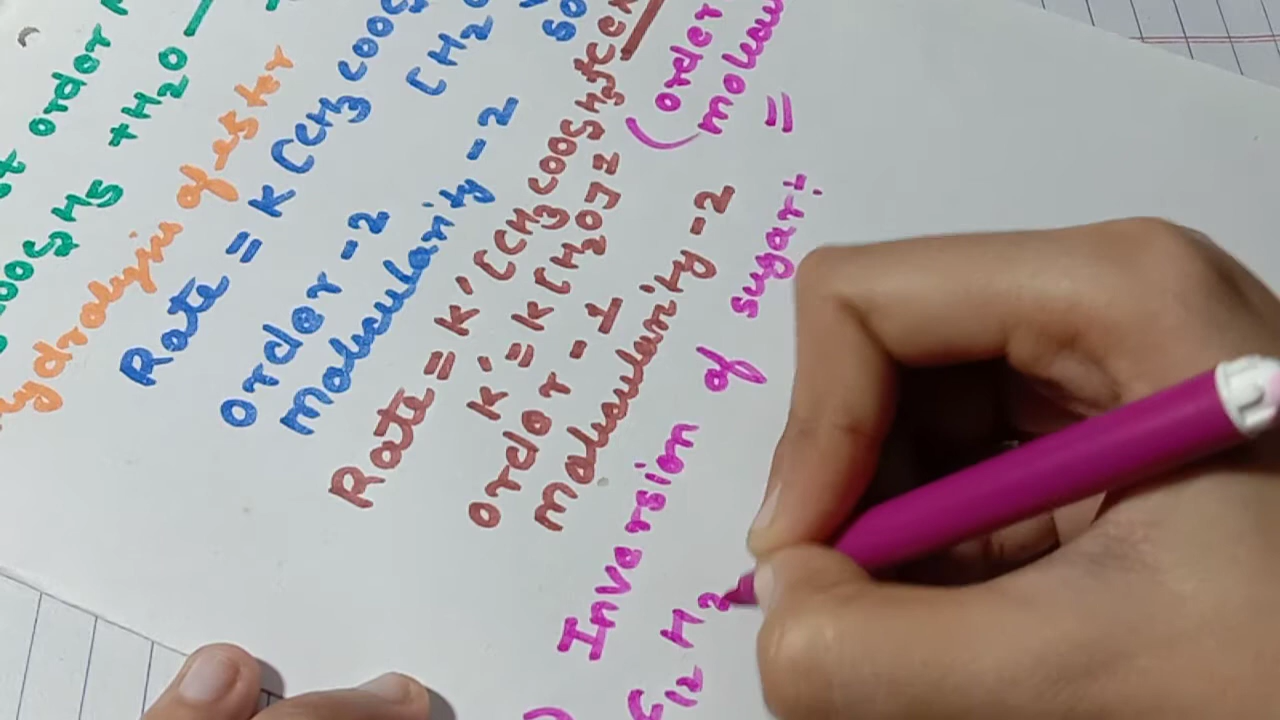 order
+H2O
COOC2H5
hydrolysis of ester
Rate = K [CH3COOC
[H2O
order - 2
Molecularity - 2
Rate = K' [CH3COOC2H5]
K' = K [H2O]
order - 1
Molecularity - 2
(order
molecu
Inversion of sugar:
C12 H2